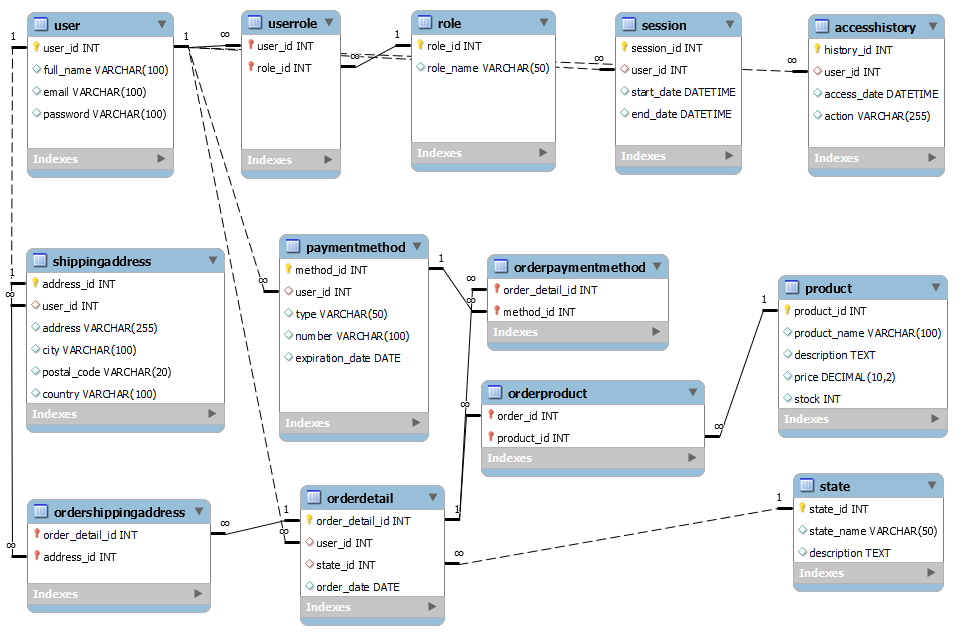 user
user_id INT
full_name VARCHAR(100)
email VARCHAR(100)
password VARCHAR(100)
Indexes
userrole
user_id INT
role_id INT
Indexes
role
role_id INT
role_name VARCHAR(50)
Indexes
session
session_id INT
user_id INT
start_date DATETIME
end_date DATETIME
Indexes
accesshistory
history_id INT
user_id INT
access_date DATETIME
action VARCHAR(255)
Indexes
1
1
∞
1
∞
∞
∞
shippingaddress
address_id INT
user_id INT
address VARCHAR(255)
city VARCHAR(100)
postal_code VARCHAR(20)
country VARCHAR(100)
Indexes
1
∞
paymentmethod
method_id INT
user_id INT
type VARCHAR(50)
number VARCHAR(100)
expiration_date DATE
Indexes
∞
1
orderpaymentmethod
order_detail_id INT
method_id INT
Indexes
∞
∞
product
product_id INT
product_name VARCHAR(100)
description TEXT
price DECIMAL(10,2)
stock INT
Indexes
1
orderproduct
order_id INT
product_id INT
Indexes
∞
∞
ordershippingaddress
order_detail_id INT
address_id INT
Indexes
∞
∞
orderdetail
order_detail_id INT
user_id INT
state_id INT
order_date DATE
Indexes
1
∞
1
∞
state
state_id INT
state_name VARCHAR(50)
description TEXT
Indexes
1